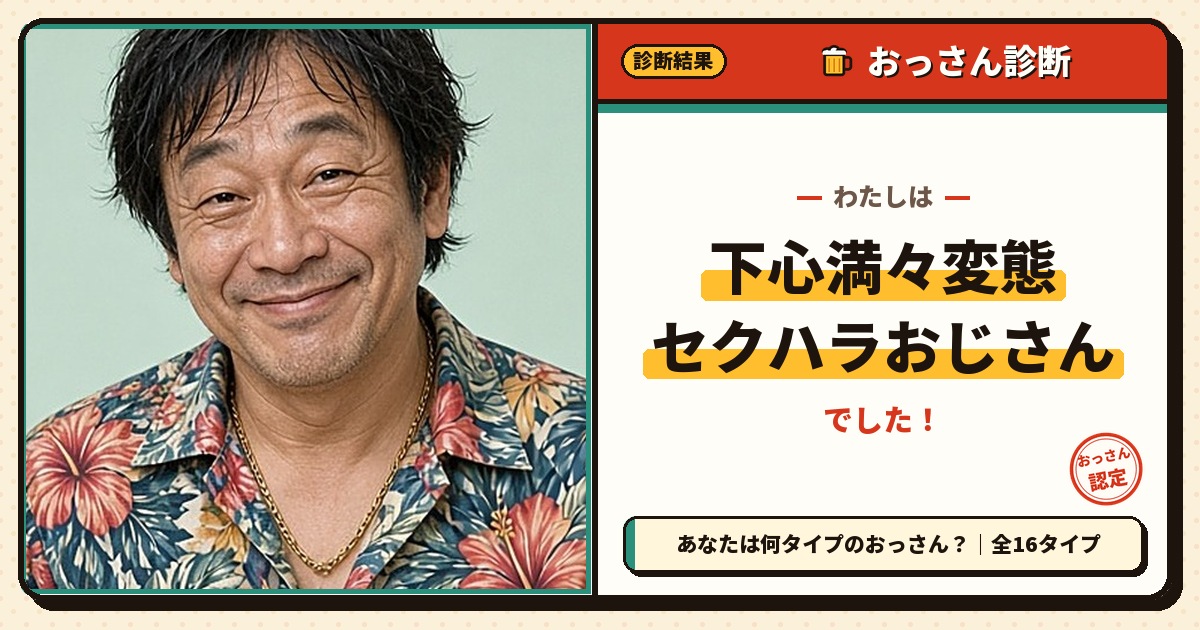 診断結果
おっさん診断
わたしは
下心満々変態
セクハラおじさん
でした！
おっさん
認定
あなたは何タイプのおっさん？｜全16タイプ